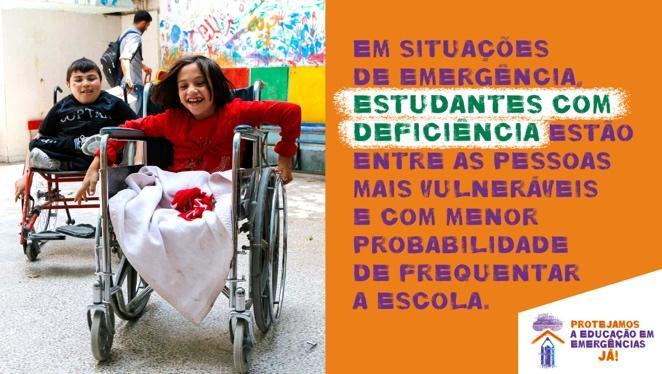 EM SITUAÇÕES
DE EMERGÊNCIA,
ESTUDANTES COM
DEFICIÊNCIA ESTÃO
ENTRE AS PESSOAS
MAIS VULNERÁVEIS
E COM MENOR
PROBABILIDADE
DE FREQUENTAR
A ESCOLA.
PROTEJAMOS
A EDUCAÇÃO EM
EMERGÊNCIAS
JÁ!